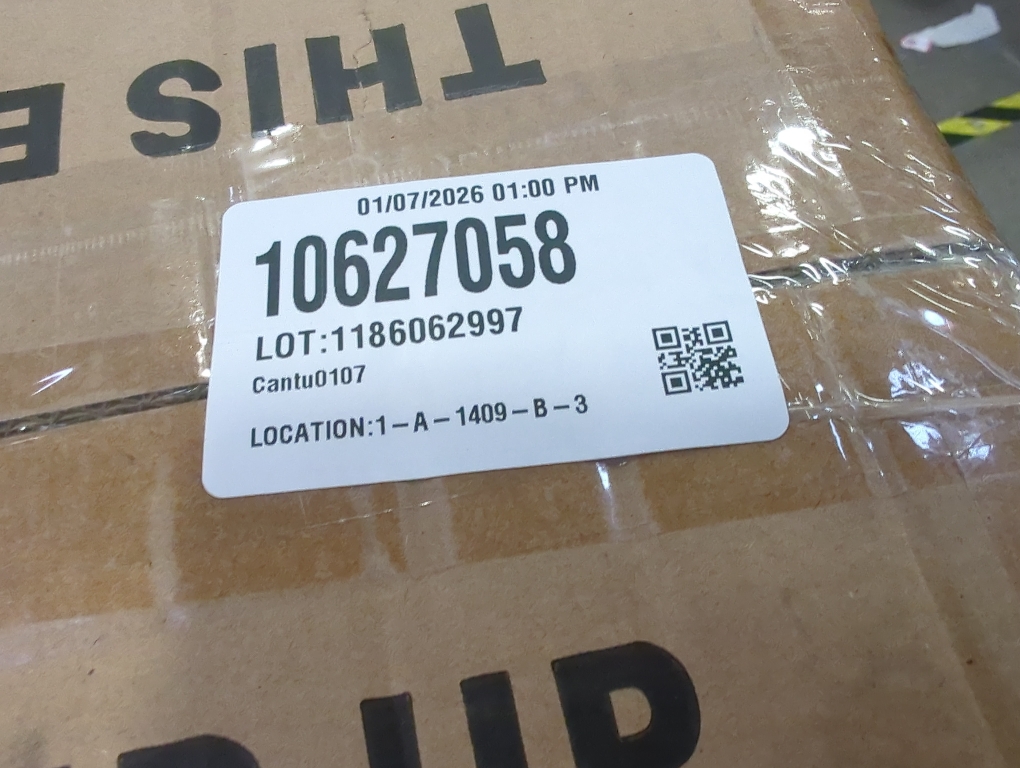 THIS
01/07/2026 01:00 PM
10627058
LOT:1186062997
Cantu0107
LOCATION:1-A-1409-B-3
UP